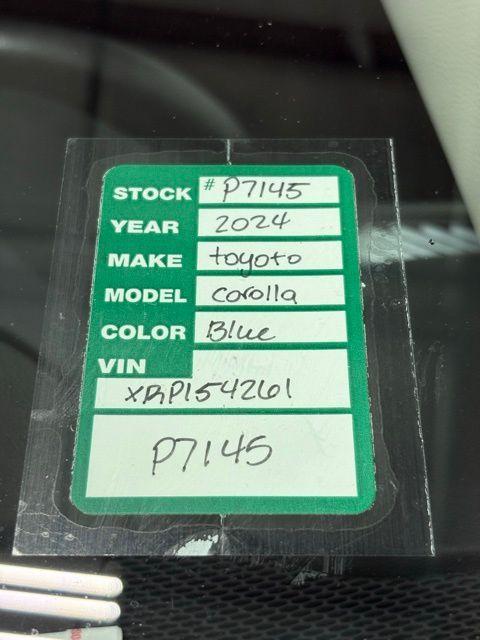 STOCK # P7145
YEAR 2024
MAKE toyoto
MODEL corolla
COLOR Blue
VIN
XRP154261
P7145